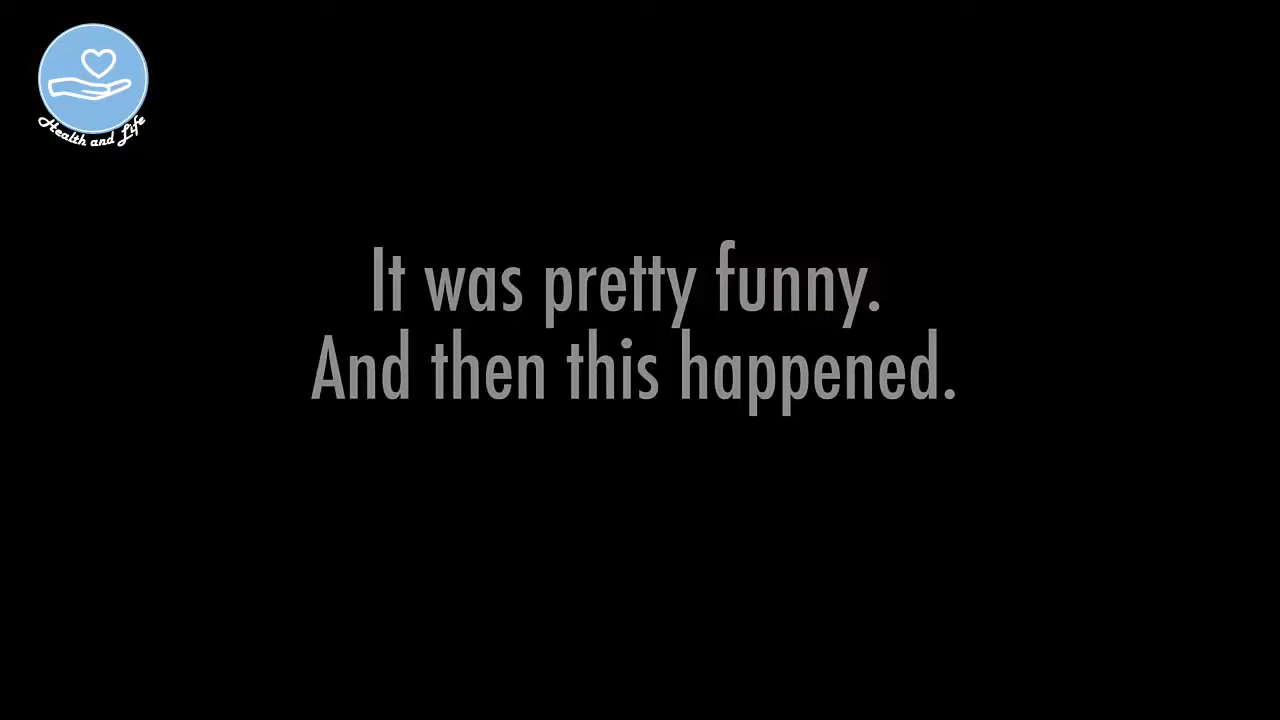 Health and Life
It was pretty funny.
And then this happened.